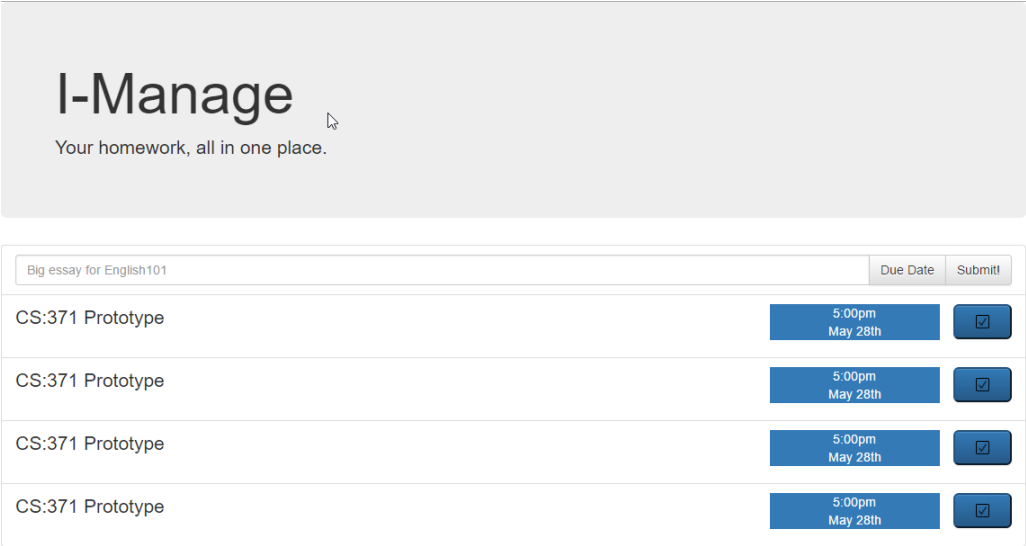 I-Manage
Your homework, all in one place.
Big essay for English101 Due Date Submit!
CS:371 Prototype
5:00pm
May 28th
CS:371 Prototype
5:00pm
May 28th
CS:371 Prototype
5:00pm
May 28th
CS:371 Prototype
5:00pm
May 28th